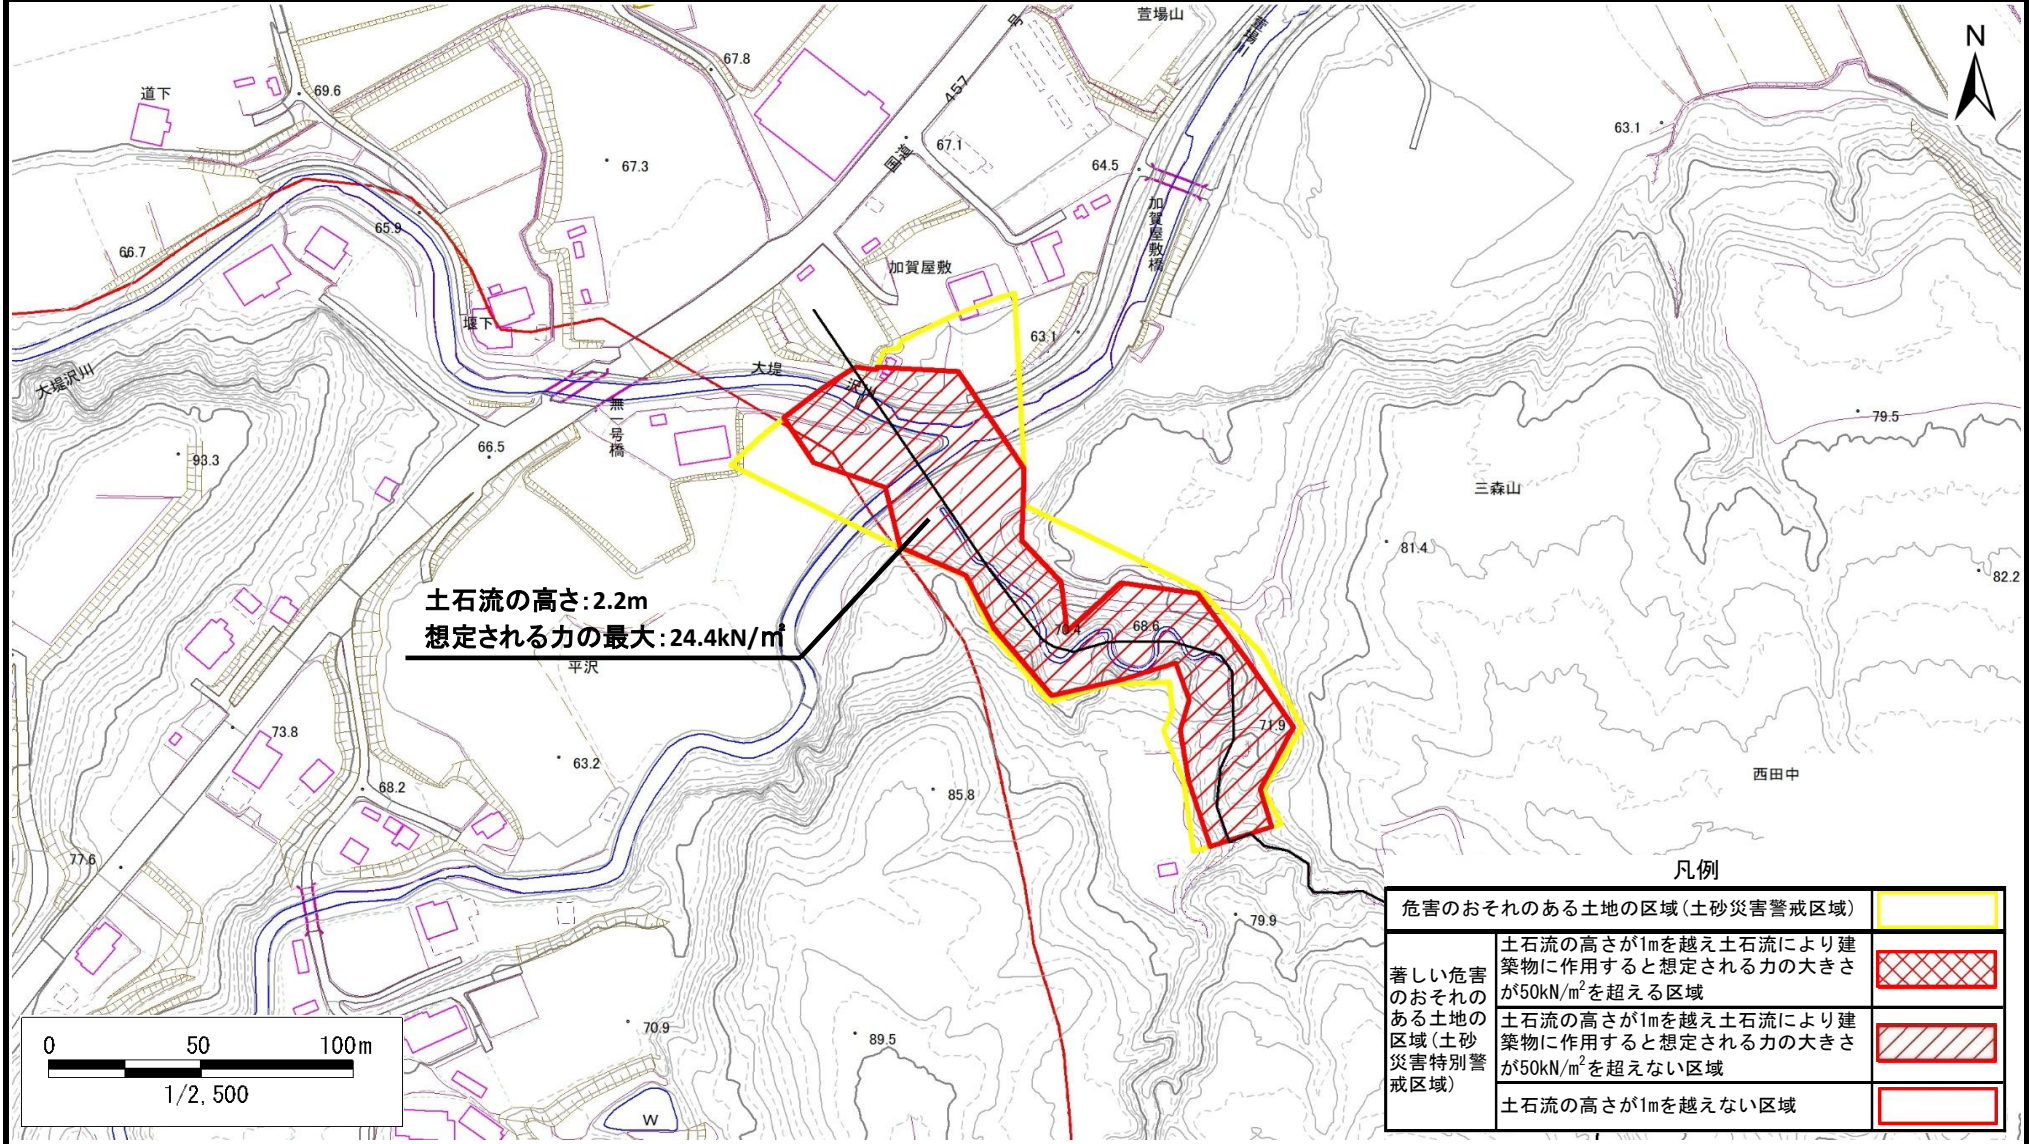 萱場山
萱場川
N
号
67.8
道下
69.6
457
国道
67.1
63.1
67.3
64.5
加賀屋敷橋
65.9
66.7
加賀屋敷
堰下
63.1
大堤沢川
大堤
沢川
無一号橋
79.5
66.5
93.3
三森山
81.4
82.2
土石流の高さ:2.2m
想定される力の最大:24.4kN/㎡
70.4
68.6
平沢
71.9
73.8
63.2
68.2
85.8
西田中
77.6
79.9
70.9
89.5
W
0 50 100m
1/2,500
凡例
危害のおそれのある土地の区域(土砂災害警戒区域)
著しい危害
のおそれの
ある土地の
区域(土砂
災害特別警
戒区域)
土石流の高さが1mを越え土石流により建
築物に作用すると想定される力の大きさ
が50kN/m²を超える区域
土石流の高さが1mを越え土石流により建
築物に作用すると想定される力の大きさ
が50kN/m²を超えない区域
土石流の高さが1mを越えない区域